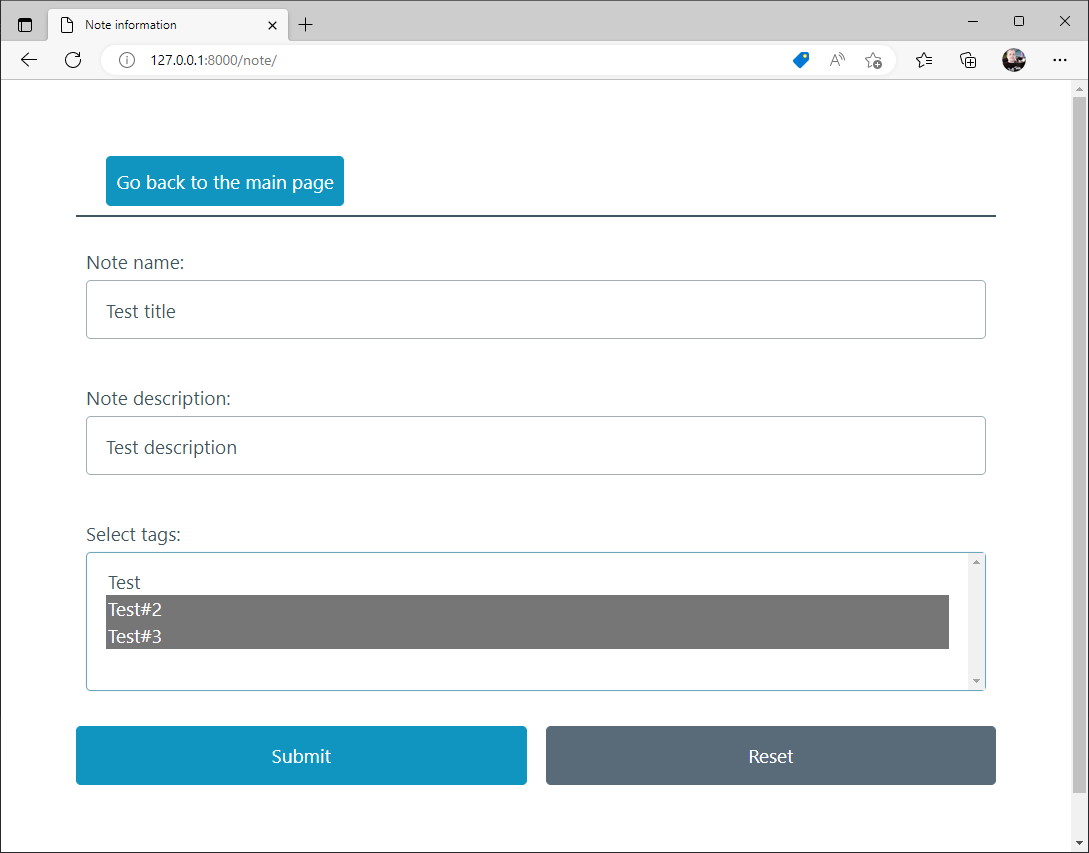 Note information
127.0.0.1:8000/note/
Go back to the main page
Note name:
Test title
Note description:
Test description
Select tags:
Test
Test#2
Test#3
Submit
Reset